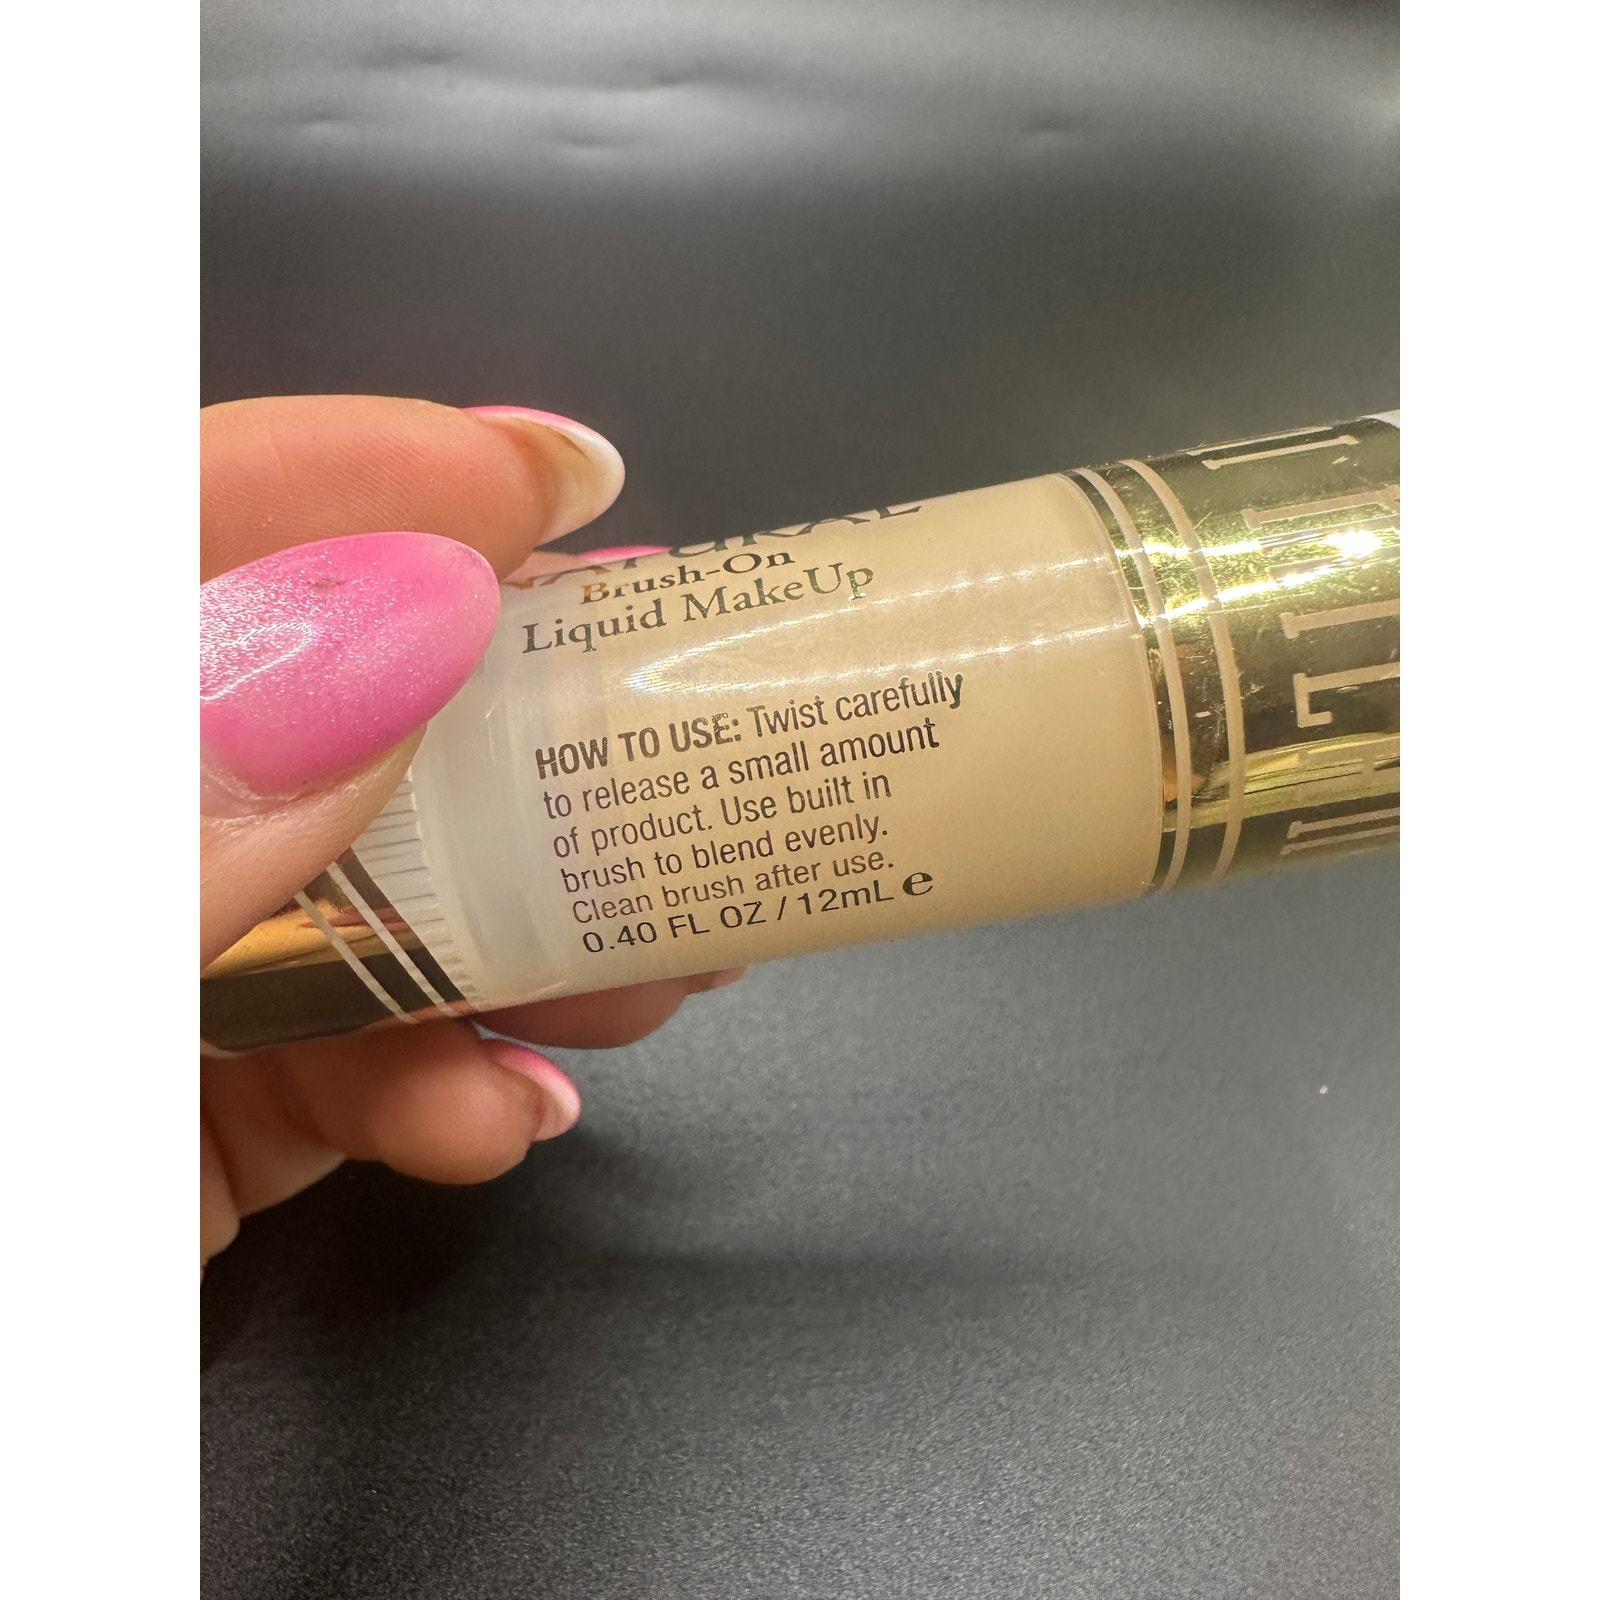 NATURAL
Brush-On
Liquid MakeUp
HOW TO USE: Twist carefully
to release a small amount
of product. Use built in
brush to blend evenly.
Clean brush after use.
0.40 FL OZ / 12mL e